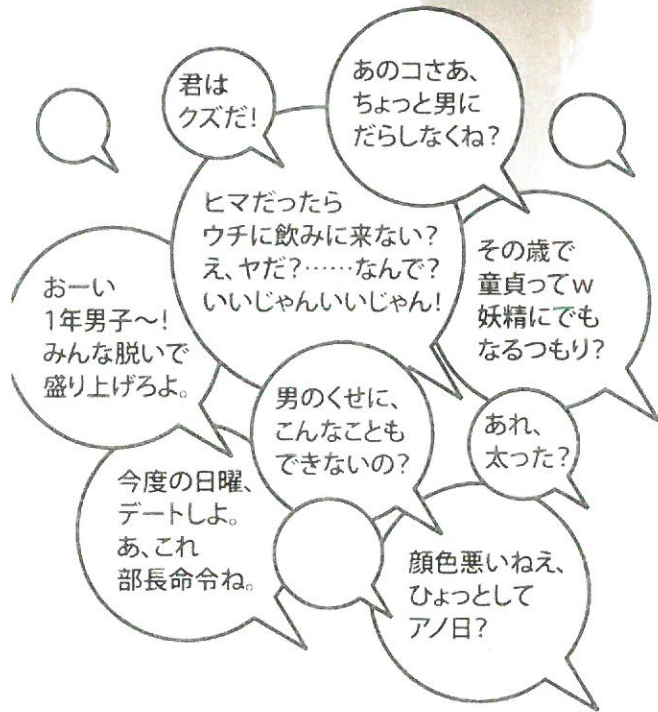 君は
クズだ!
あのコさあ、
ちょっと男に
だらしなくね?
ヒマだったら
ウチに飲みに来ない?
え、ヤだ?……なんで?
いいじゃんいいじゃん!
その歳で
童貞ってw
妖精にでも
なるつもり?
おーい
1年男子~!
みんな脱いで
盛り上げろよ。
男のくせに、
こんなことも
できないの?
あれ、
太った?
今度の日曜、
デートしよ。
あ、これ
部長命令ね。
顔色悪いねえ、
ひょっとして
アノ日?